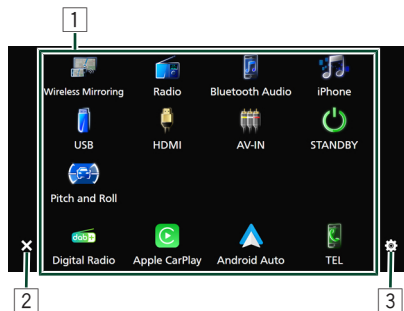 1
Wireless Mirroring Radio Bluetooth Audio iPhone
USB HDMI AV-IN STANDBY
Pitch and Roll
dab+
Digital Radio Apple CarPlay Android Auto TEL
2 3